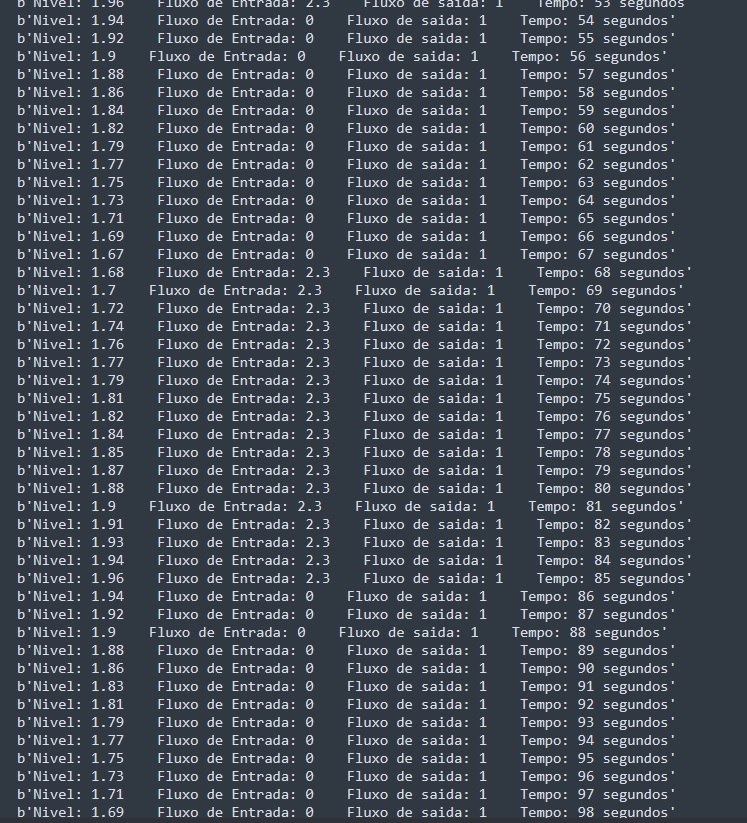 b'Nivel: 1.96    Fluxo de Entrada: 2.3    Fluxo de saida: 1    Tempo: 53 segundos'
b'Nivel: 1.94    Fluxo de Entrada: 0    Fluxo de saida: 1    Tempo: 54 segundos'
b'Nivel: 1.92    Fluxo de Entrada: 0    Fluxo de saida: 1    Tempo: 55 segundos'
b'Nivel: 1.9    Fluxo de Entrada: 0    Fluxo de saida: 1    Tempo: 56 segundos'
b'Nivel: 1.88    Fluxo de Entrada: 0    Fluxo de saida: 1    Tempo: 57 segundos'
b'Nivel: 1.86    Fluxo de Entrada: 0    Fluxo de saida: 1    Tempo: 58 segundos'
b'Nivel: 1.84    Fluxo de Entrada: 0    Fluxo de saida: 1    Tempo: 59 segundos'
b'Nivel: 1.82    Fluxo de Entrada: 0    Fluxo de saida: 1    Tempo: 60 segundos'
b'Nivel: 1.79    Fluxo de Entrada: 0    Fluxo de saida: 1    Tempo: 61 segundos'
b'Nivel: 1.77    Fluxo de Entrada: 0    Fluxo de saida: 1    Tempo: 62 segundos'
b'Nivel: 1.75    Fluxo de Entrada: 0    Fluxo de saida: 1    Tempo: 63 segundos'
b'Nivel: 1.73    Fluxo de Entrada: 0    Fluxo de saida: 1    Tempo: 64 segundos'
b'Nivel: 1.71    Fluxo de Entrada: 0    Fluxo de saida: 1    Tempo: 65 segundos'
b'Nivel: 1.69    Fluxo de Entrada: 0    Fluxo de saida: 1    Tempo: 66 segundos'
b'Nivel: 1.67    Fluxo de Entrada: 0    Fluxo de saida: 1    Tempo: 67 segundos'
b'Nivel: 1.68    Fluxo de Entrada: 2.3    Fluxo de saida: 1    Tempo: 68 segundos'
b'Nivel: 1.7    Fluxo de Entrada: 2.3    Fluxo de saida: 1    Tempo: 69 segundos'
b'Nivel: 1.72    Fluxo de Entrada: 2.3    Fluxo de saida: 1    Tempo: 70 segundos'
b'Nivel: 1.74    Fluxo de Entrada: 2.3    Fluxo de saida: 1    Tempo: 71 segundos'
b'Nivel: 1.76    Fluxo de Entrada: 2.3    Fluxo de saida: 1    Tempo: 72 segundos'
b'Nivel: 1.77    Fluxo de Entrada: 2.3    Fluxo de saida: 1    Tempo: 73 segundos'
b'Nivel: 1.79    Fluxo de Entrada: 2.3    Fluxo de saida: 1    Tempo: 74 segundos'
b'Nivel: 1.81    Fluxo de Entrada: 2.3    Fluxo de saida: 1    Tempo: 75 segundos'
b'Nivel: 1.82    Fluxo de Entrada: 2.3    Fluxo de saida: 1    Tempo: 76 segundos'
b'Nivel: 1.84    Fluxo de Entrada: 2.3    Fluxo de saida: 1    Tempo: 77 segundos'
b'Nivel: 1.85    Fluxo de Entrada: 2.3    Fluxo de saida: 1    Tempo: 78 segundos'
b'Nivel: 1.87    Fluxo de Entrada: 2.3    Fluxo de saida: 1    Tempo: 79 segundos'
b'Nivel: 1.88    Fluxo de Entrada: 2.3    Fluxo de saida: 1    Tempo: 80 segundos'
b'Nivel: 1.9    Fluxo de Entrada: 2.3    Fluxo de saida: 1    Tempo: 81 segundos'
b'Nivel: 1.91    Fluxo de Entrada: 2.3    Fluxo de saida: 1    Tempo: 82 segundos'
b'Nivel: 1.93    Fluxo de Entrada: 2.3    Fluxo de saida: 1    Tempo: 83 segundos'
b'Nivel: 1.94    Fluxo de Entrada: 2.3    Fluxo de saida: 1    Tempo: 84 segundos'
b'Nivel: 1.96    Fluxo de Entrada: 2.3    Fluxo de saida: 1    Tempo: 85 segundos'
b'Nivel: 1.94    Fluxo de Entrada: 0    Fluxo de saida: 1    Tempo: 86 segundos'
b'Nivel: 1.92    Fluxo de Entrada: 0    Fluxo de saida: 1    Tempo: 87 segundos'
b'Nivel: 1.9    Fluxo de Entrada: 0    Fluxo de saida: 1    Tempo: 88 segundos'
b'Nivel: 1.88    Fluxo de Entrada: 0    Fluxo de saida: 1    Tempo: 89 segundos'
b'Nivel: 1.86    Fluxo de Entrada: 0    Fluxo de saida: 1    Tempo: 90 segundos'
b'Nivel: 1.83    Fluxo de Entrada: 0    Fluxo de saida: 1    Tempo: 91 segundos'
b'Nivel: 1.81    Fluxo de Entrada: 0    Fluxo de saida: 1    Tempo: 92 segundos'
b'Nivel: 1.79    Fluxo de Entrada: 0    Fluxo de saida: 1    Tempo: 93 segundos'
b'Nivel: 1.77    Fluxo de Entrada: 0    Fluxo de saida: 1    Tempo: 94 segundos'
b'Nivel: 1.75    Fluxo de Entrada: 0    Fluxo de saida: 1    Tempo: 95 segundos'
b'Nivel: 1.73    Fluxo de Entrada: 0    Fluxo de saida: 1    Tempo: 96 segundos'
b'Nivel: 1.71    Fluxo de Entrada: 0    Fluxo de saida: 1    Tempo: 97 segundos'
b'Nivel: 1.69    Fluxo de Entrada: 0    Fluxo de saida: 1    Tempo: 98 segundos'